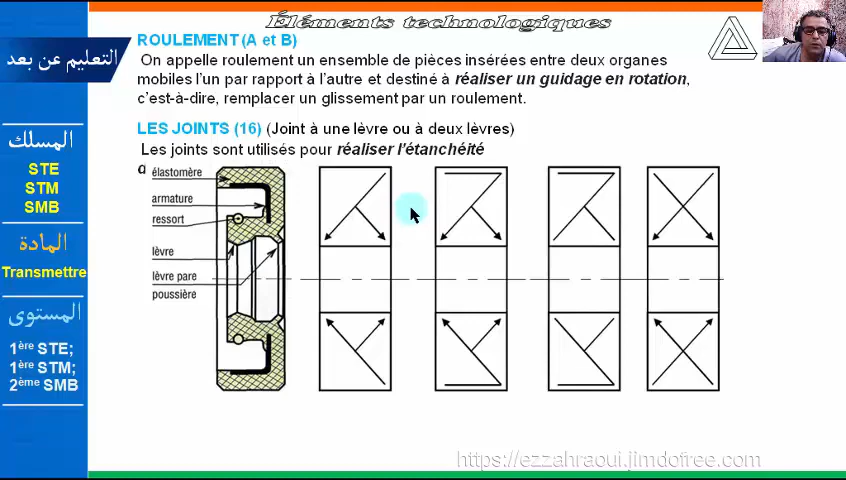 Éléments technologiques
التعليم عن بعد
المسلك
STE
STM
SMB
المادة
Transmettre
المستوى
1ère STE;
1ère STM;
2ème SMB
ROULEMENT (A et B)
On appelle roulement un ensemble de pièces insérées entre deux organes
mobiles l'un par rapport à l'autre et destiné à réaliser un guidage en rotation,
c'est-à-dire, remplacer un glissement par un roulement.
LES JOINTS (16) (Joint à une lèvre ou à deux lèvres)
Les joints sont utilisés pour réaliser l'étanchéité
a
élastomère
armature
ressort
lèvre
lèvre pare
poussière
https://ezzahraoui.jimdofree.com